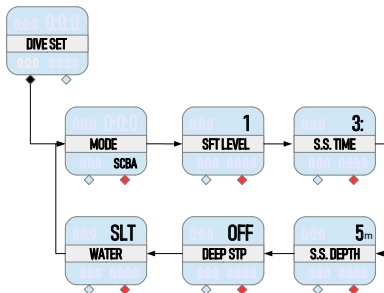 DIVE SET
MODE
SCBA
1
SFT LEVEL
3:
S.S. TIME
SLT
WATER
OFF
DEEP STP
5m
S.S. DEPTH